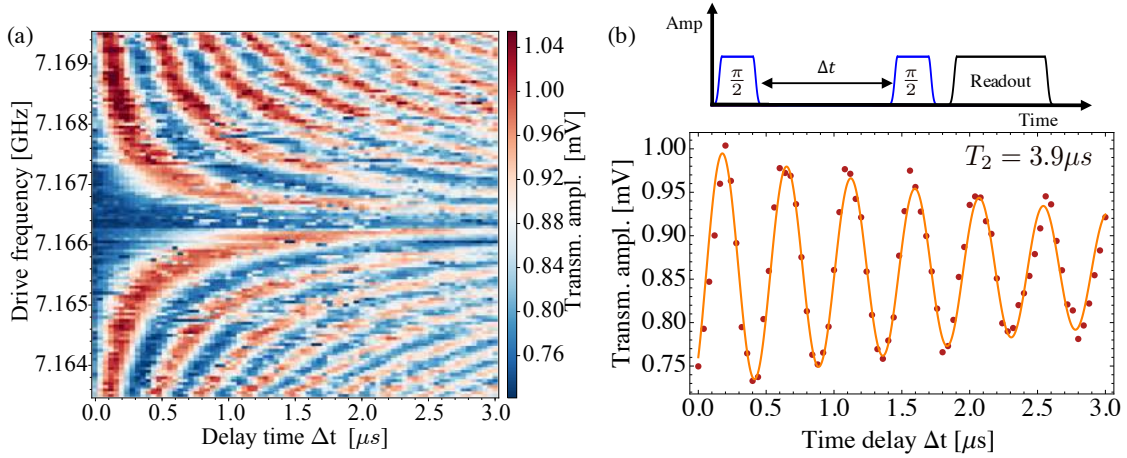 (a)
Drive frequency [GHz]
7.169
7.168
7.167
7.166
7.165
7.164
0.0 0.5 1.0 1.5 2.0 2.5 3.0
Delay time Δt [μs]
1.04
1.00
0.96
0.92
0.88
0.84
0.80
0.76
Transm. ampl. [mV]
(b)
Amp
π/2
Δt
π/2
Readout
Time
T₂ = 3.9μs
Transm. ampl. [mV]
1.00
0.95
0.90
0.85
0.80
0.75
0.0 0.5 1.0 1.5 2.0 2.5 3.0
Time delay Δt [μs]